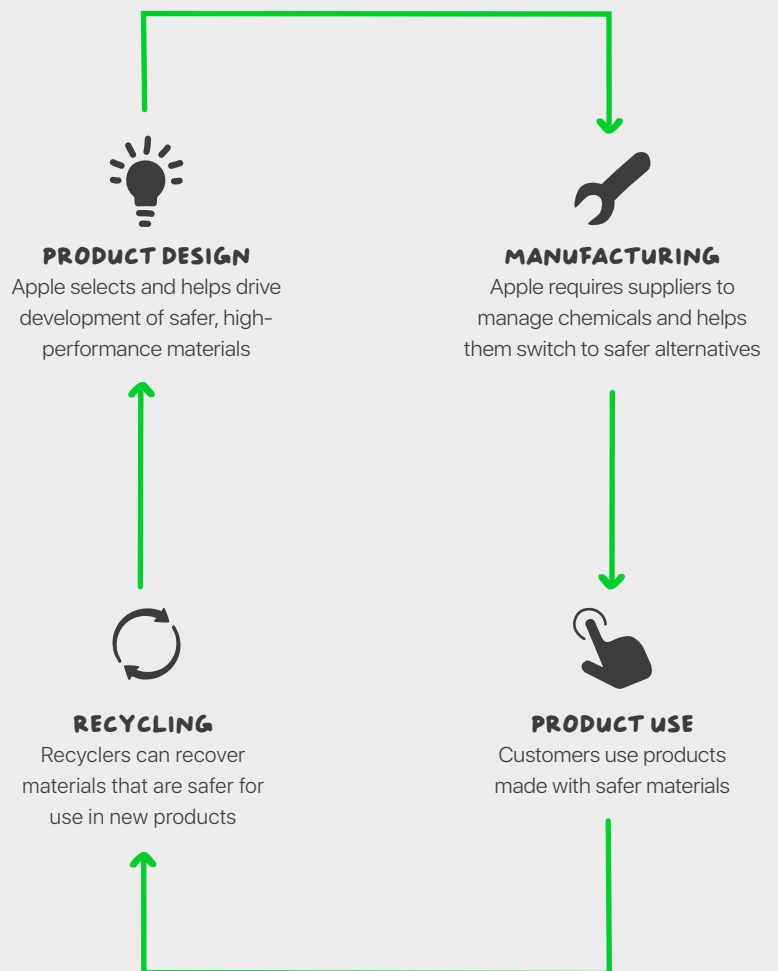 PRODUCT DESIGN
Apple selects and helps drive
development of safer, high-
performance materials
MANUFACTURING
Apple requires suppliers to
manage chemicals and helps
them switch to safer alternatives
RECYCLING
Recyclers can recover
materials that are safer for
use in new products
PRODUCT USE
Customers use products
made with safer materials